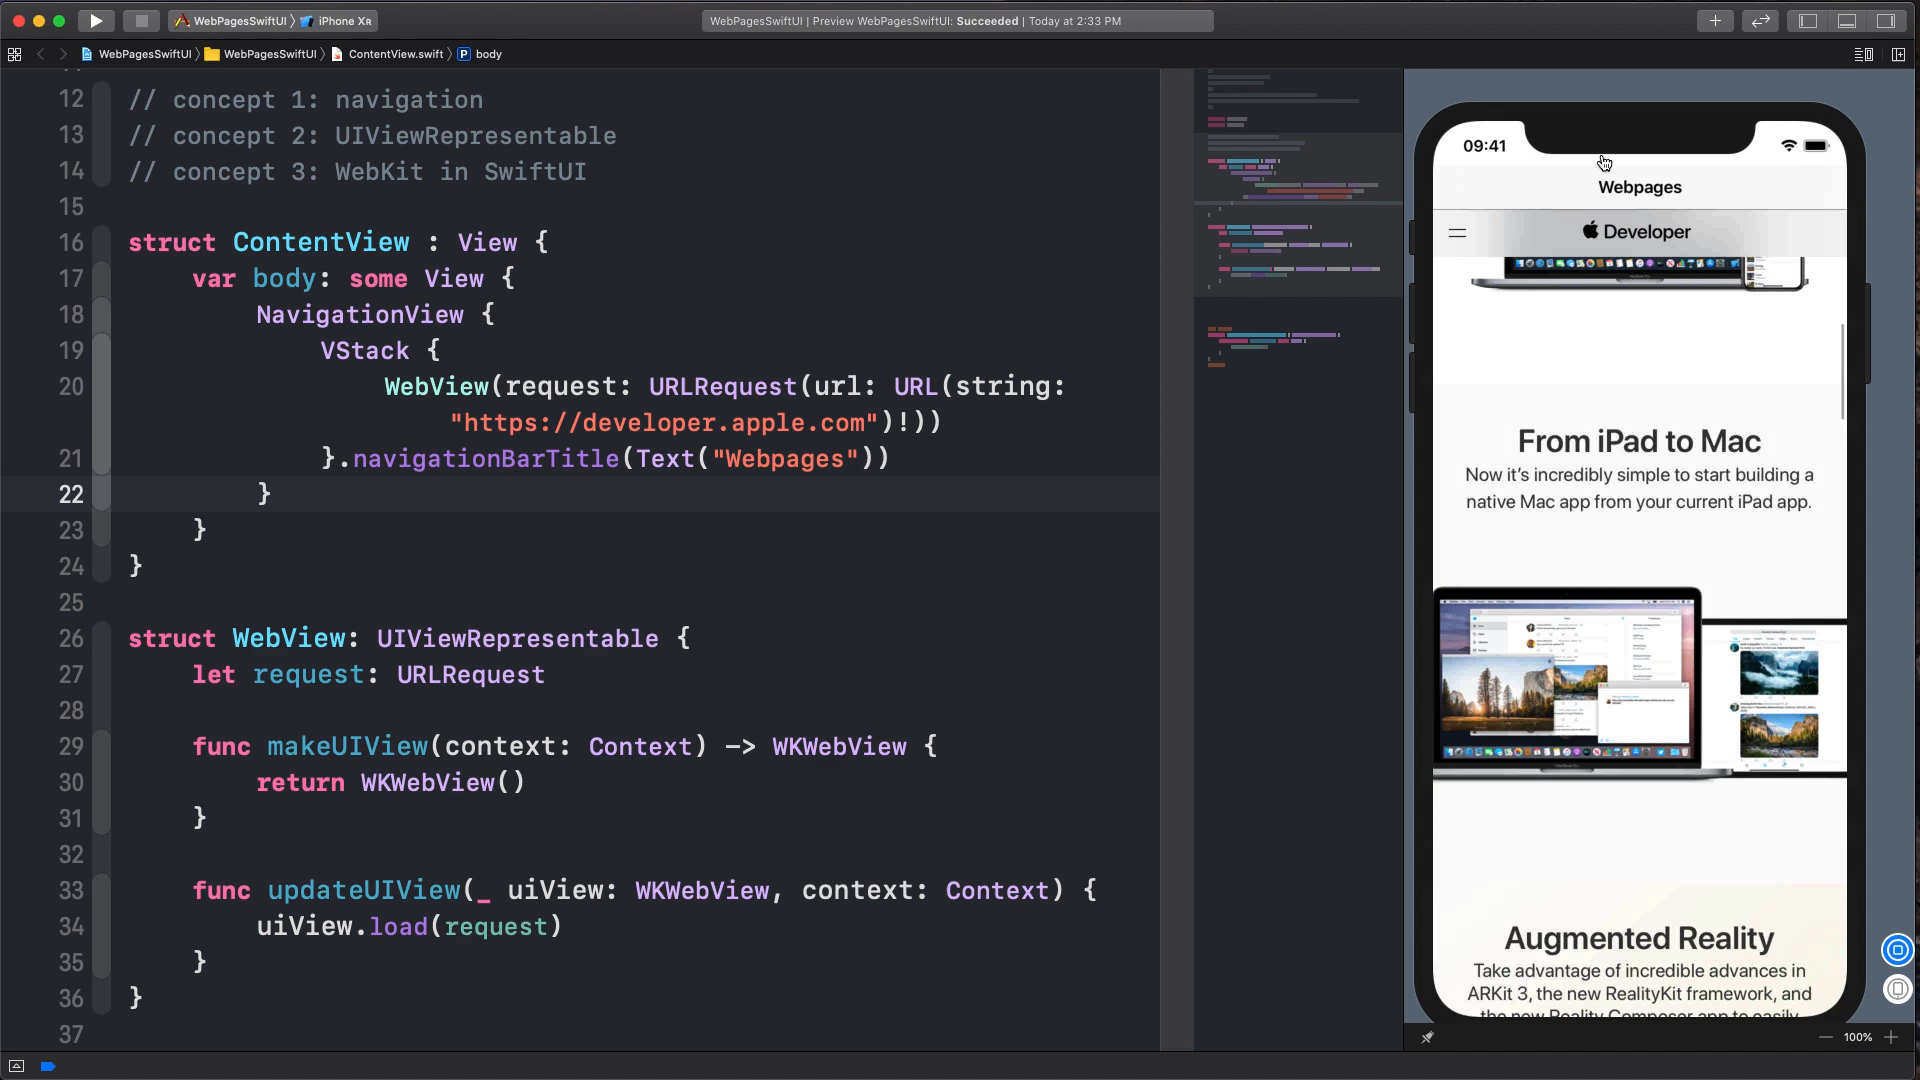 WebPagesSwiftUI iPhone XR
WebPagesSwiftUI | Preview WebPagesSwiftUI: Succeeded | Today at 2:33 PM
WebPagesSwiftUI WebPagesSwiftUI ContentView.swift P body
12 // concept 1: navigation
13 // concept 2: UIViewRepresentable
14 // concept 3: WebKit in SwiftUI
15
16 struct ContentView : View {
17 var body: some View {
18 NavigationView {
19 VStack {
20 WebView(request: URLRequest(url: URL(string:
"https://developer.apple.com")!))
21 }.navigationBarTitle(Text("Webpages"))
22 }
23 }
24 }
25
26 struct WebView: UIViewRepresentable {
27 let request: URLRequest
28
29 func makeUIView(context: Context) -> WKWebView {
30 return WKWebView()
31 }
32
33 func updateUIView(_ uiView: WKWebView, context: Context) {
34 uiView.load(request)
35 }
36 }
37
09:41
Webpages
Developer
From iPad to Mac
Now it's incredibly simple to start building a
native Mac app from your current iPad app.
Augmented Reality
Take advantage of incredible advances in
ARKit 3, the new RealityKit framework, and
the new Reality Composer app to easily
100%